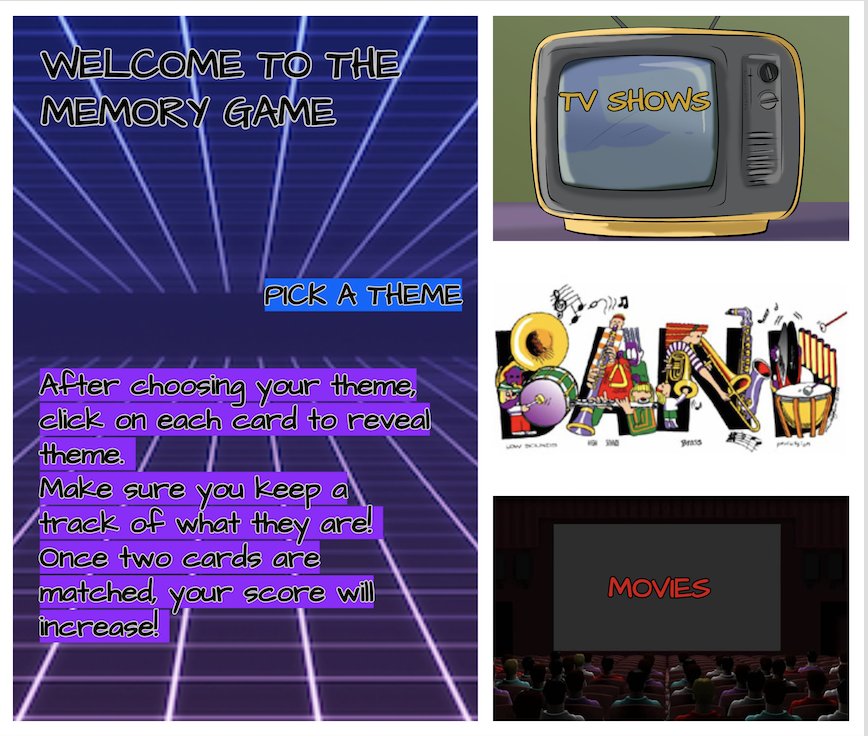 WELCOME TO THE
MEMORY GAME
PICK A THEME
After choosing your theme,
click on each card to reveal
theme.
Make sure you keep a
track of what they are!
Once two cards are
matched, your score will
increase!
TV SHOWS
BAND
LOW SOUNDS
MOVIES